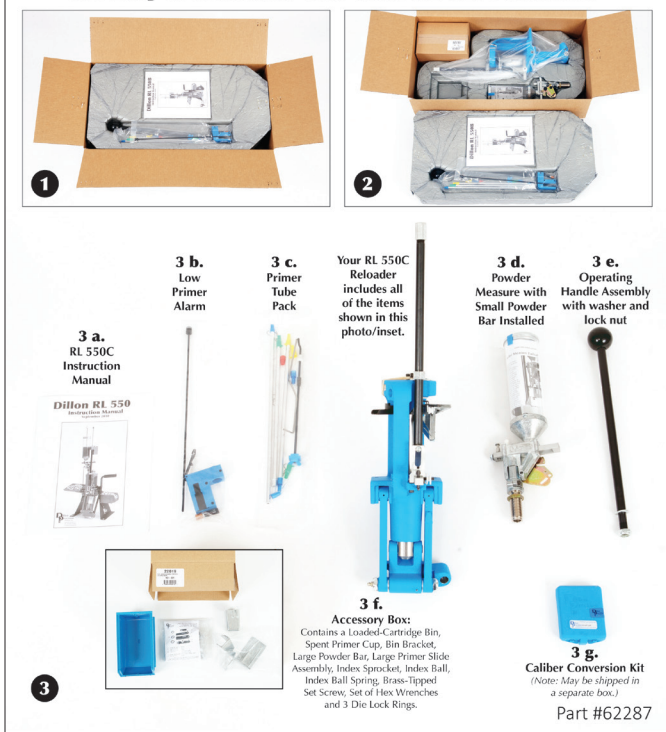 1
2
3 a.
RL 550C
Instruction
Manual
3 b.
Low
Primer
Alarm
3 c.
Primer
Tube
Pack
Your RL 550C
Reloader
includes all
of the items
shown in this
photo/inset.
3 d.
Powder
Measure with
Small Powder
Bar Installed
3 e.
Operating
Handle Assembly
with washer and
lock nut
Dillon RL 550
Instruction Manual
3 f.
Accessory Box:
Contains a Loaded-Cartridge Bin,
Spent Primer Cup, Bin Bracket,
Large Powder Bar, Large Primer Slide
Assembly, Index Sprocket, Index Ball,
Index Ball Spring, Brass-Tipped
Set Screw, Set of Hex Wrenches
and 3 Die Lock Rings.
3 g.
Caliber Conversion Kit
(Note: May be shipped in
a separate box.)
3
Part #62287